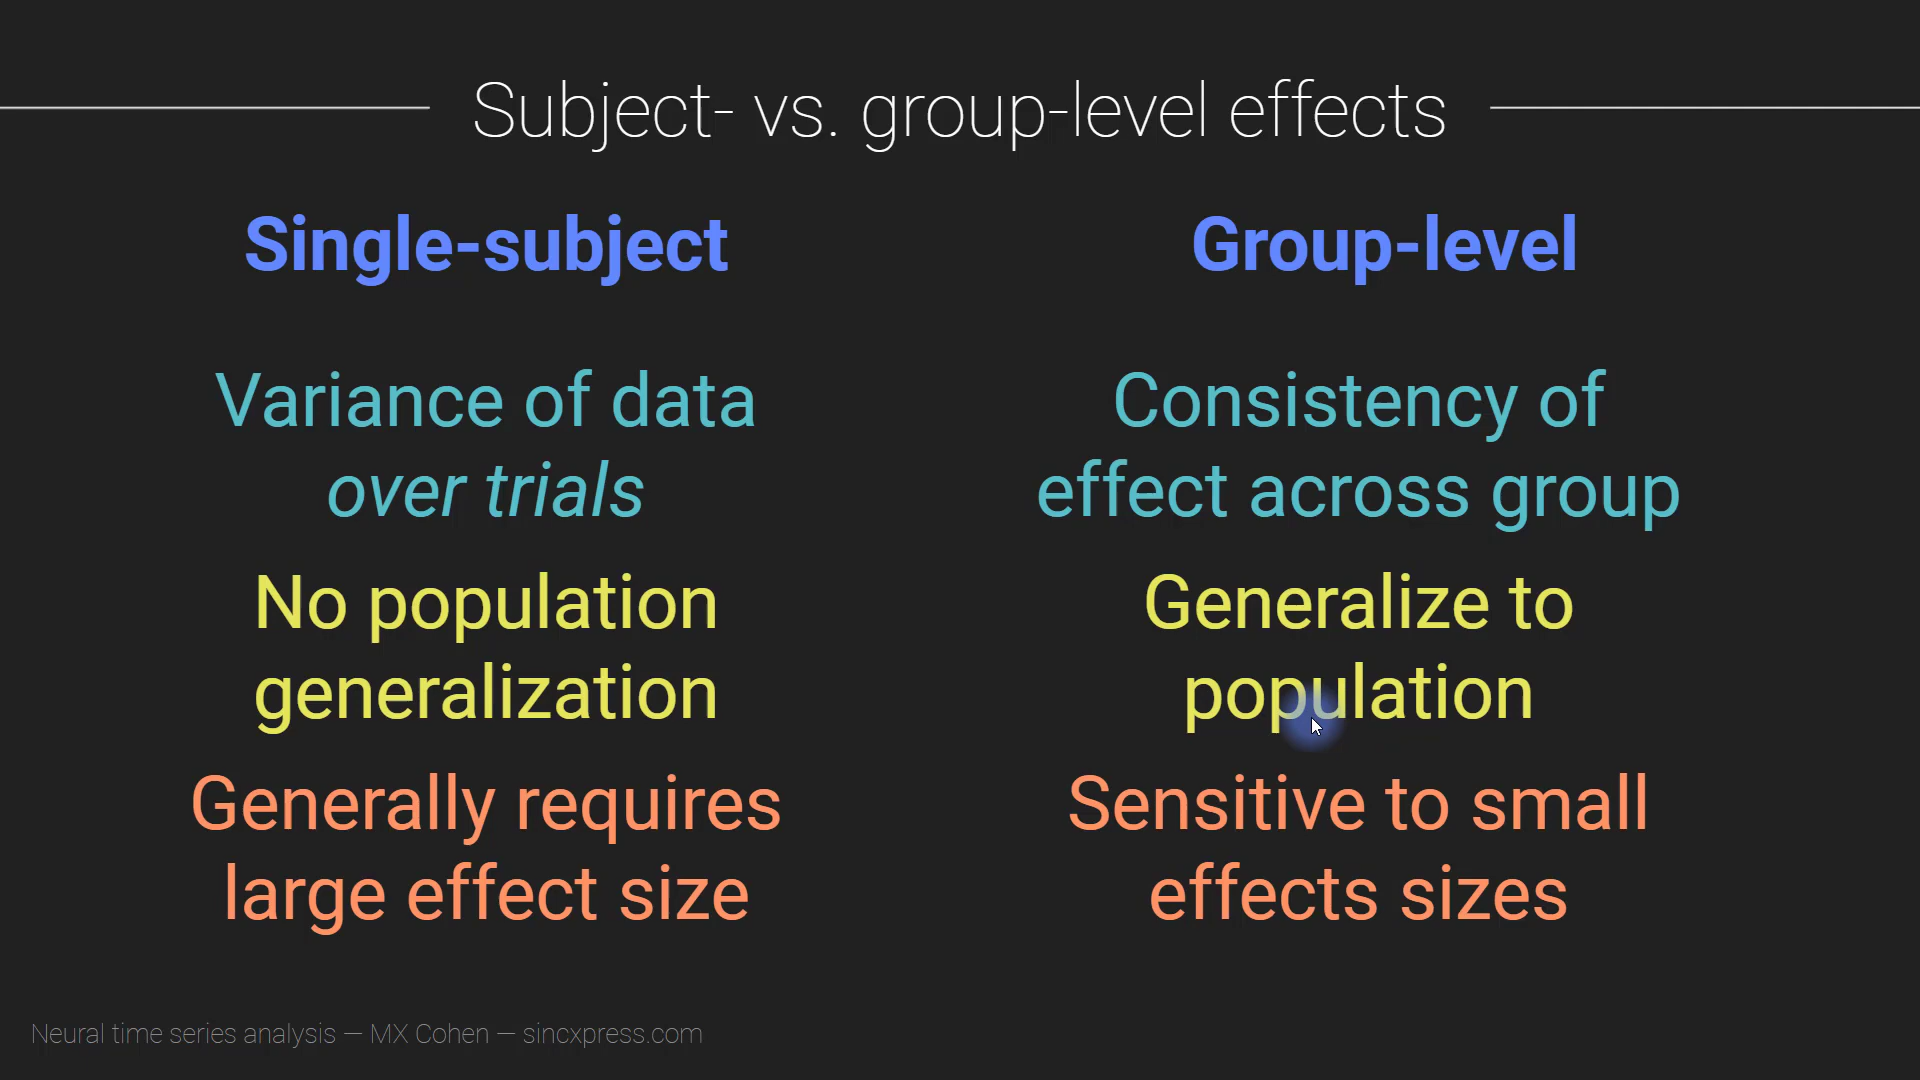 Subject- vs. group-level effects
Single-subject
Variance of data
over trials
No population
generalization
Generally requires
large effect size
Group-level
Consistency of
effect across group
Generalize to
population
Sensitive to small
effects sizes
Neural time series analysis — MX Cohen — sincxpress.com